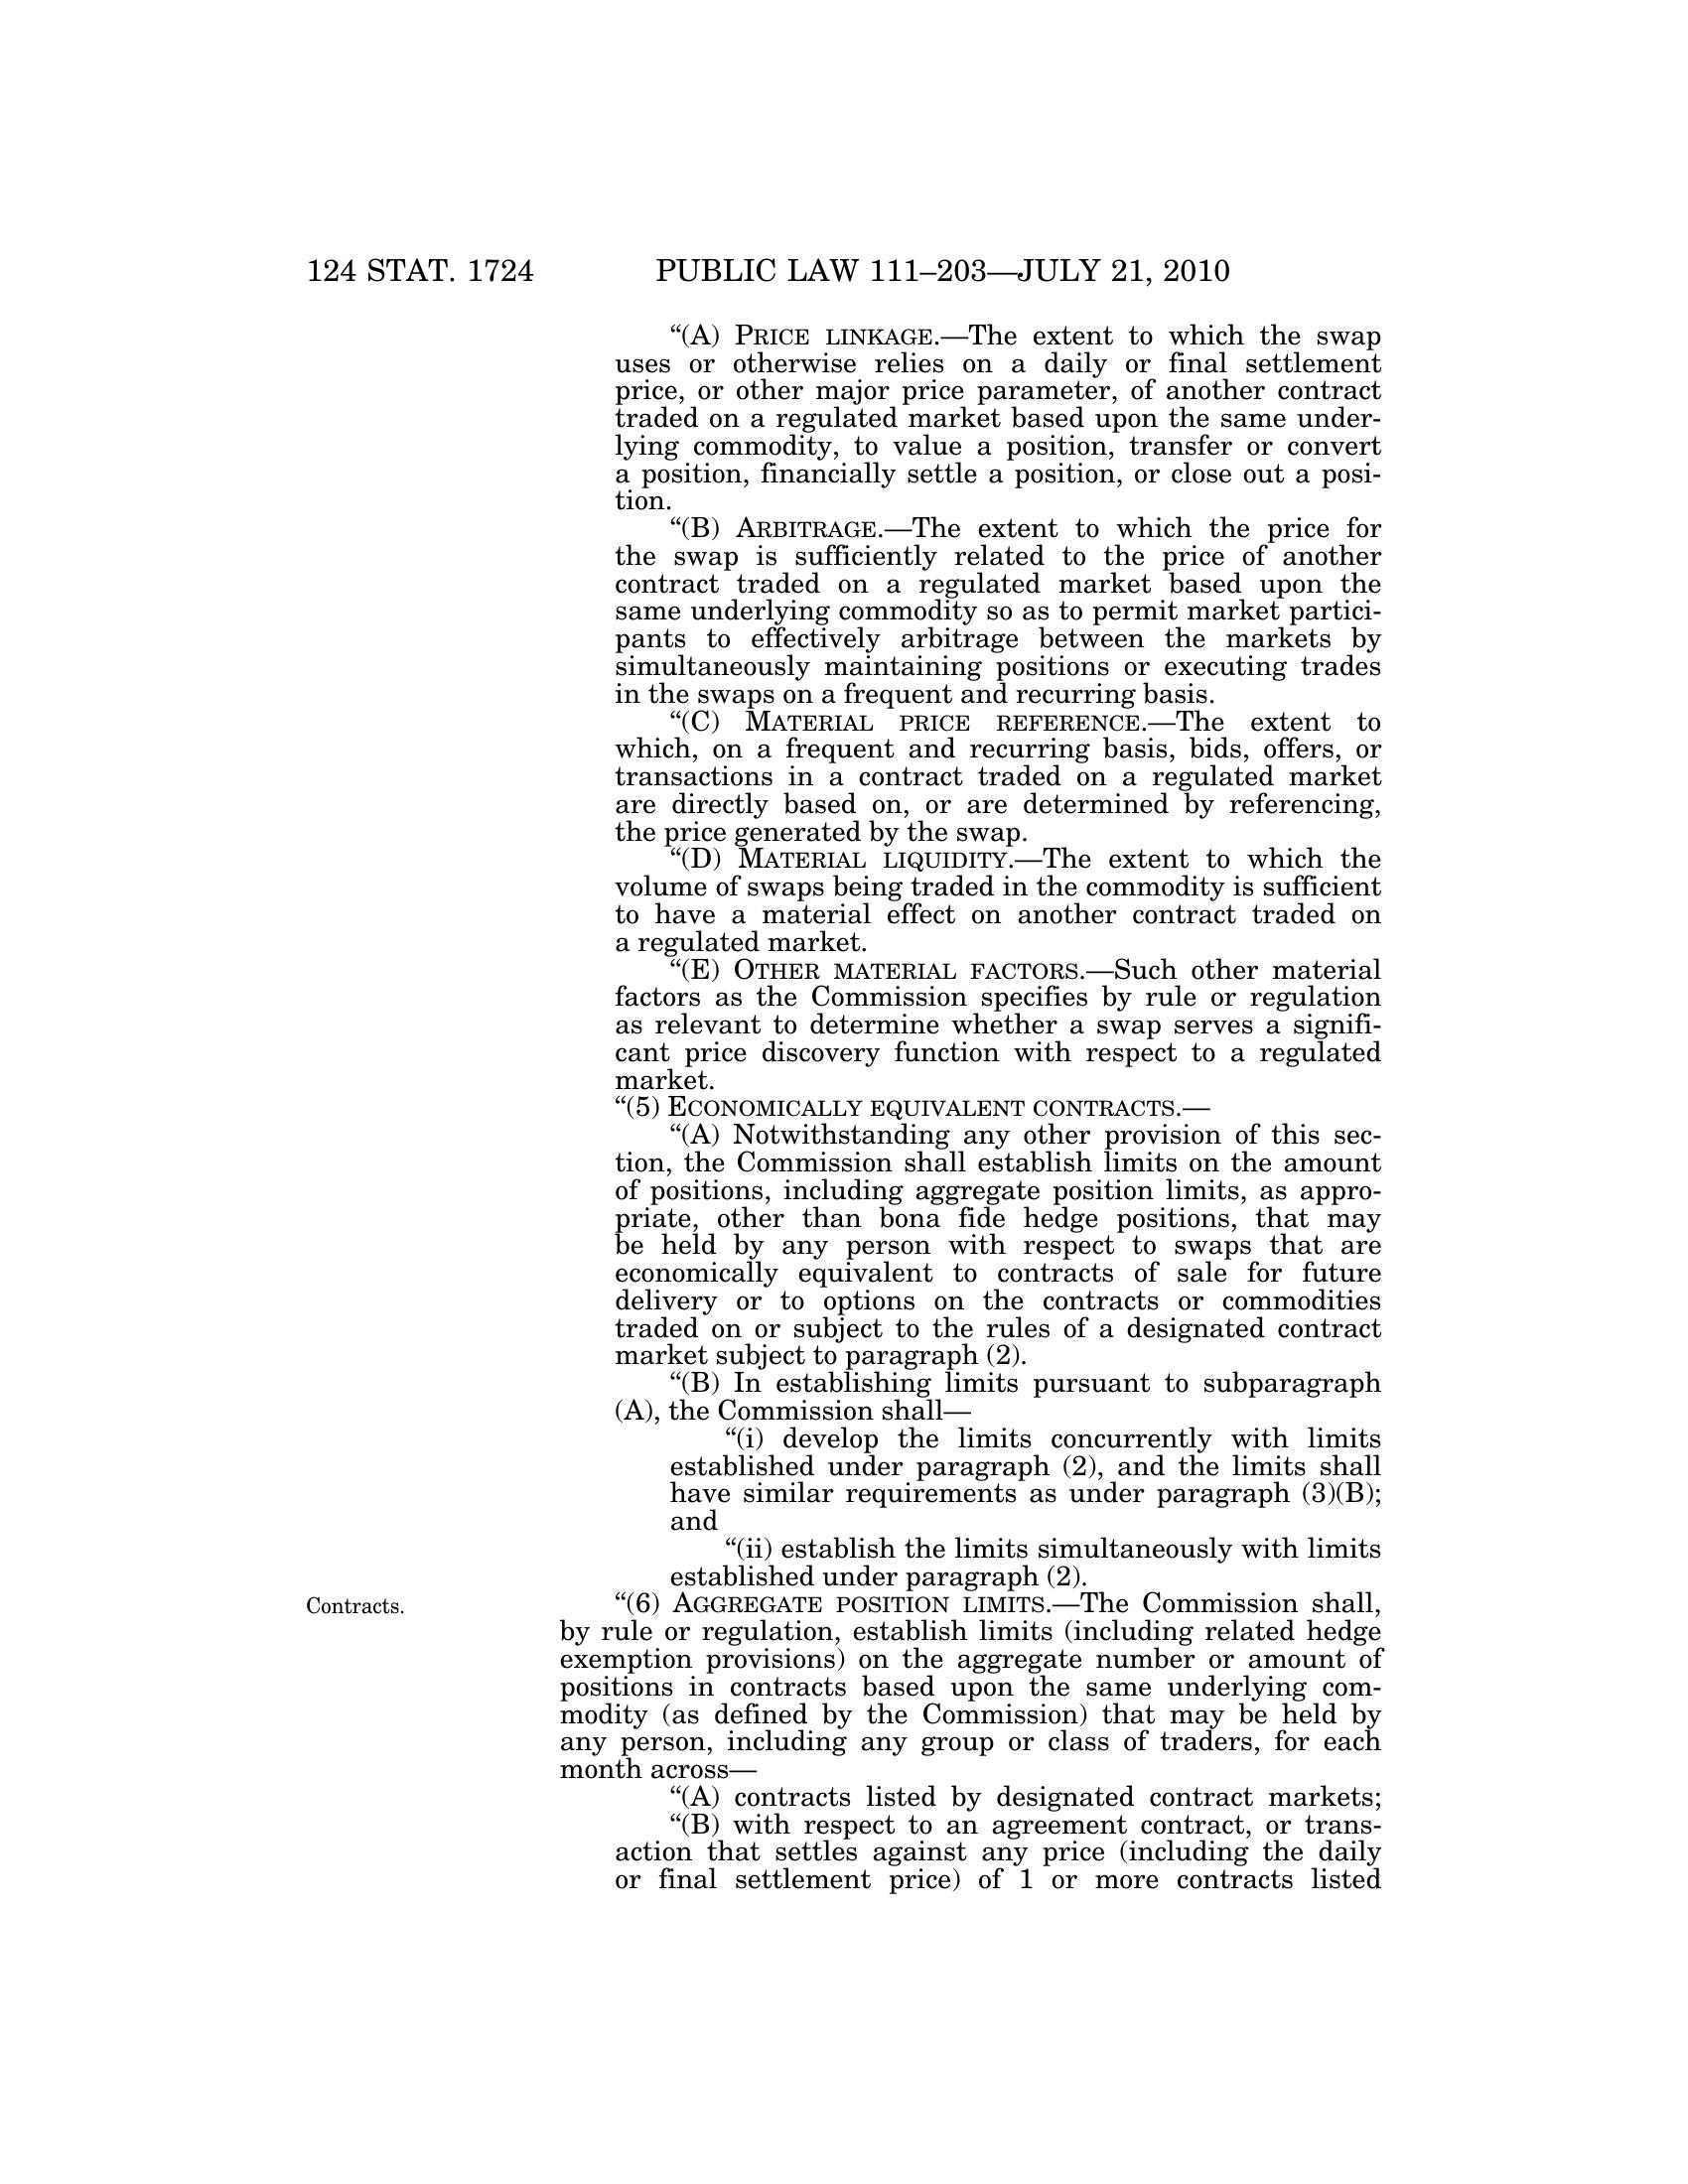 124 STAT. 1724 PUBLIC LAW 111–203—JULY 21, 2010
“(A) PRICE LINKAGE.—The extent to which the swap
uses or otherwise relies on a daily or final settlement
price, or other major price parameter, of another contract
traded on a regulated market based upon the same under-
lying commodity, to value a position, transfer or convert
a position, financially settle a position, or close out a posi-
tion.
“(B) ARBITRAGE.—The extent to which the price for
the swap is sufficiently related to the price of another
contract traded on a regulated market based upon the
same underlying commodity so as to permit market partici-
pants to effectively arbitrage between the markets by
simultaneously maintaining positions or executing trades
in the swaps on a frequent and recurring basis.
“(C) MATERIAL PRICE REFERENCE.—The extent to
which, on a frequent and recurring basis, bids, offers, or
transactions in a contract traded on a regulated market
are directly based on, or are determined by referencing,
the price generated by the swap.
“(D) MATERIAL LIQUIDITY.—The extent to which the
volume of swaps being traded in the commodity is sufficient
to have a material effect on another contract traded on
a regulated market.
“(E) OTHER MATERIAL FACTORS.—Such other material
factors as the Commission specifies by rule or regulation
as relevant to determine whether a swap serves a signifi-
cant price discovery function with respect to a regulated
market.
“(5) ECONOMICALLY EQUIVALENT CONTRACTS.—
“(A) Notwithstanding any other provision of this sec-
tion, the Commission shall establish limits on the amount
of positions, including aggregate position limits, as appro-
priate, other than bona fide hedge positions, that may
be held by any person with respect to swaps that are
economically equivalent to contracts of sale for future
delivery or to options on the contracts or commodities
traded on or subject to the rules of a designated contract
market subject to paragraph (2).
“(B) In establishing limits pursuant to subparagraph
(A), the Commission shall—
“(i) develop the limits concurrently with limits
established under paragraph (2), and the limits shall
have similar requirements as under paragraph (3)(B);
and
“(ii) establish the limits simultaneously with limits
established under paragraph (2).
Contracts.
“(6) AGGREGATE POSITION LIMITS.—The Commission shall,
by rule or regulation, establish limits (including related hedge
exemption provisions) on the aggregate number or amount of
positions in contracts based upon the same underlying com-
modity (as defined by the Commission) that may be held by
any person, including any group or class of traders, for each
month across—
“(A) contracts listed by designated contract markets;
“(B) with respect to an agreement contract, or trans-
action that settles against any price (including the daily
or final settlement price) of 1 or more contracts listed